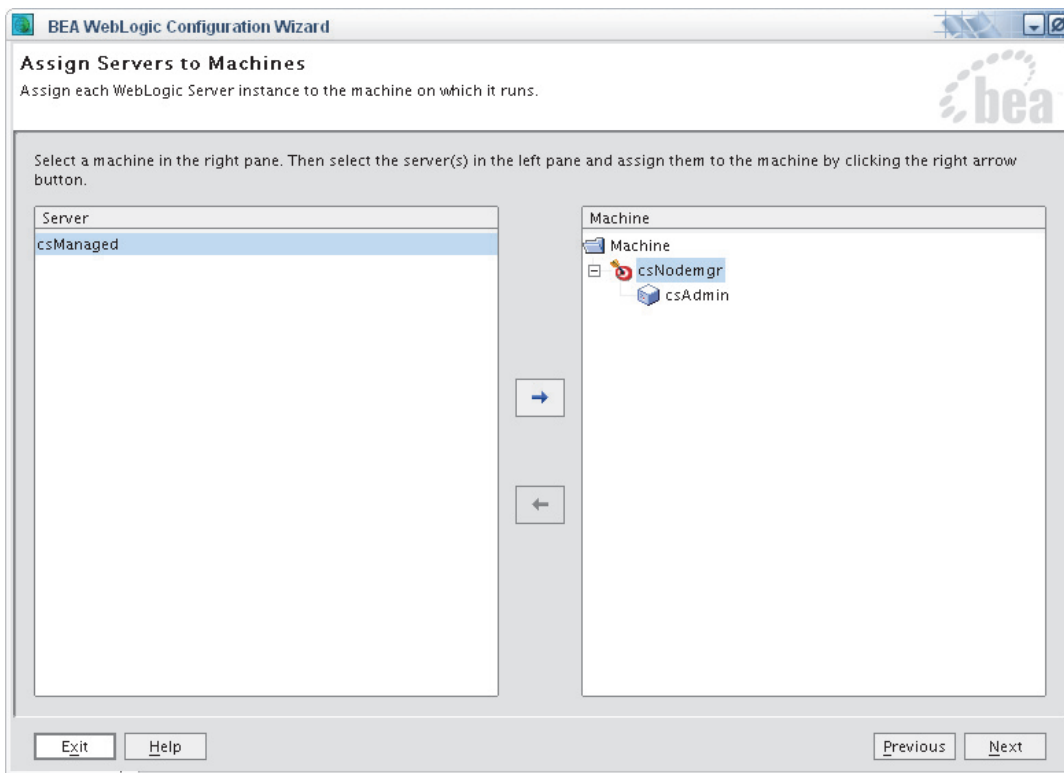 BEA WebLogic Configuration Wizard
Assign Servers to Machines
Assign each WebLogic Server instance to the machine on which it runs.
bea
Select a machine in the right pane. Then select the server(s) in the left pane and assign them to the machine by clicking the right arrow
button.
Server
csManaged
Machine
Machine
csNodemgr
csAdmin
Exit
Help
Previous
Next